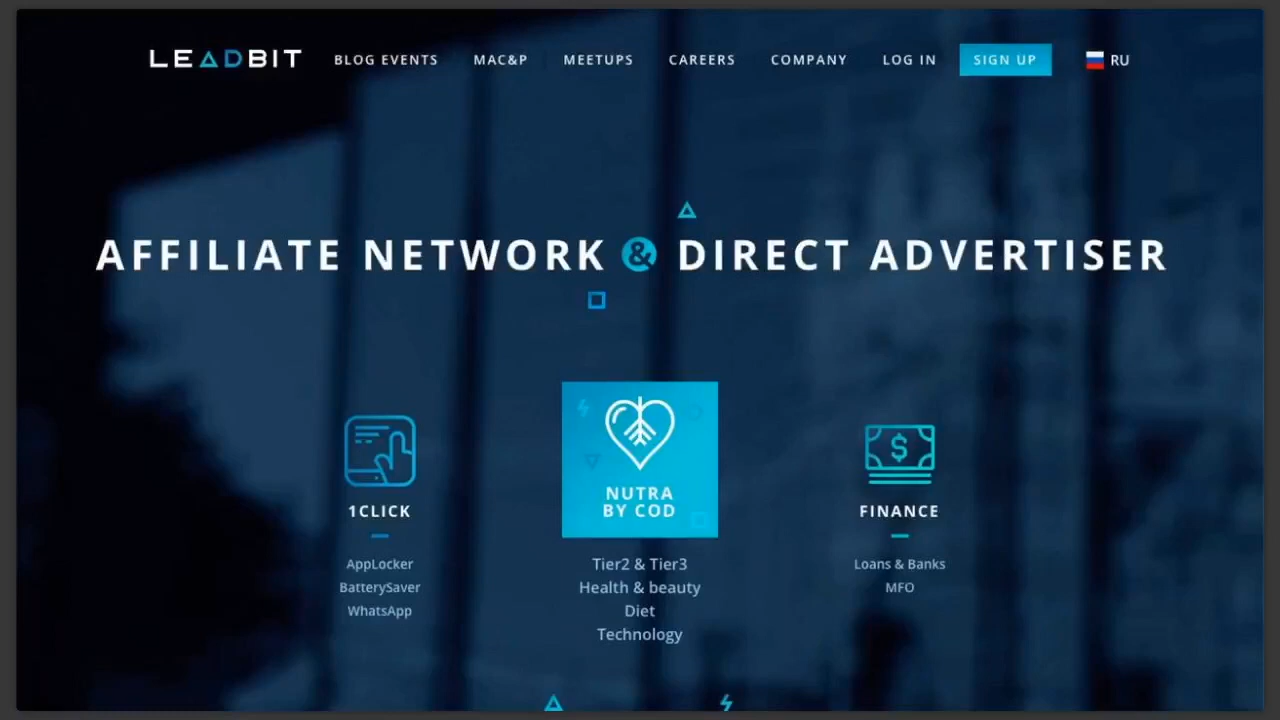 LEADBIT
BLOG EVENTS MAC&P MEETUPS CAREERS COMPANY LOG IN SIGN UP RU
AFFILIATE NETWORK & DIRECT ADVERTISER
1CLICK
AppLocker
BatterySaver
WhatsApp
NUTRA
BY COD
Tier2 & Tier3
Health & beauty
Diet
Technology
FINANCE
Loans & Banks
MFO